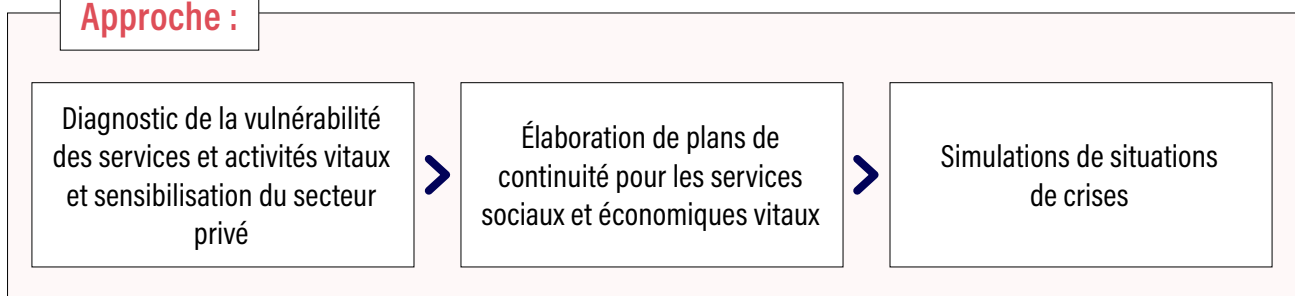 Approche :
Diagnostic de la vulnérabilité
des services et activités vitaux
et sensibilisation du secteur
privé
Élaboration de plans de
continuité pour les services
sociaux et économiques vitaux
Simulations de situations
de crises